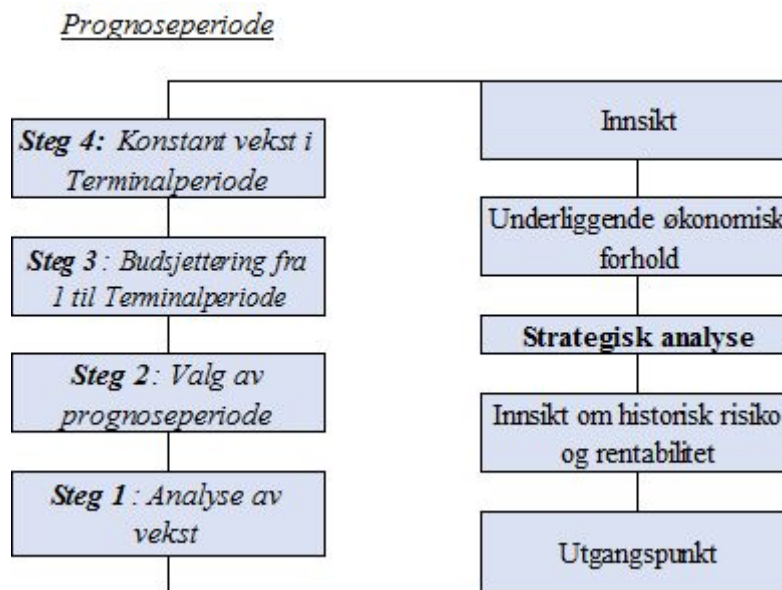 Prognoseperiode
Steg 4: Konstant vekst i
Terminalperiode
Steg 3 : Budsjettering fra
1 til Terminalperiode
Steg 2: Valg av
prognoseperiode
Steg 1 : Analyse av
vekst
Innsikt
Underliggende økonomisk
forhold
Strategisk analyse
Innsikt om historisk risiko
og rentabilitet
Utgangspunkt